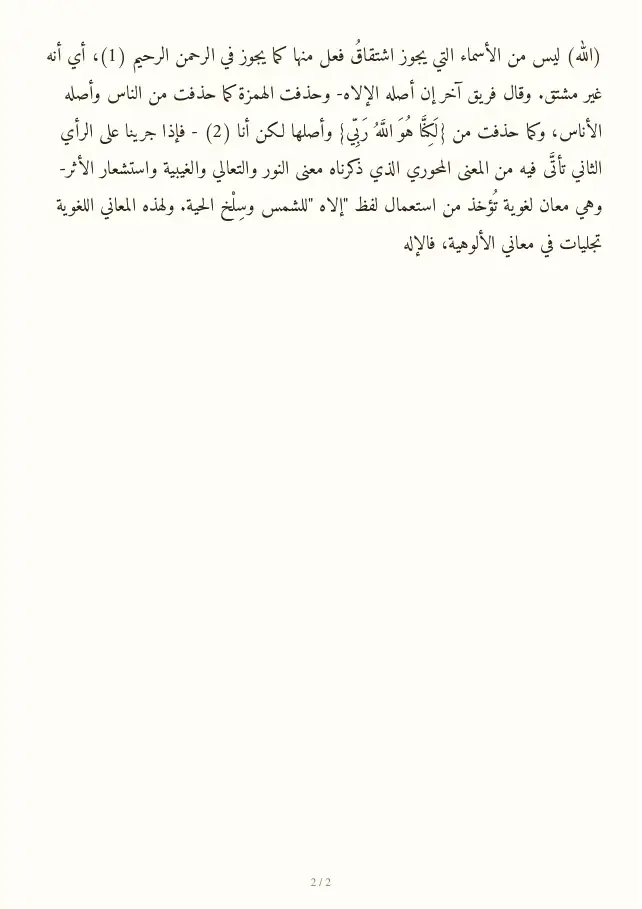 (الله) ليس من الأسماء التي يجوز اشتقاقُ فعل منها كما يجوز في الرحمن الرحيم (1)، أي أنه
غير مشتق. وقال فريق آخر إن أصله الإلاه- وحذفت الهمزة كما حذفت من الناس وأصله
الأناس، وكما حذفت من {لَكِنَّا هُوَ اللَّهُ رَبِّي} وأصلها لكن أنا (2) - فإذا جرينا على الرأي
الثاني تأتَّى فيه من المعنى المحوري الذي ذكرناه معنى النور والتعالي والغيبية واستشعار الأثر-
وهي معان لغوية تُؤخذ من استعمال لفظ "إلاه "للشمس وسِلْخ الحية. ولهذه المعاني اللغوية
تجليات في معاني الألوهية، فالإله
2 / 2